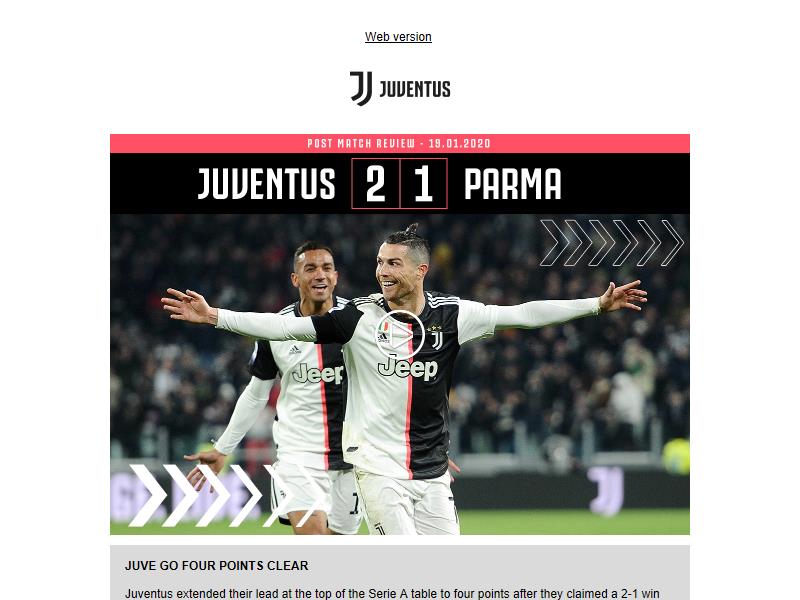 Web version
JUVENTUS
POST MATCH REVIEW - 19.01.2020
JUVENTUS 2 1 PARMA
Jeep Jeep
JUVE GO FOUR POINTS CLEAR
Juventus extended their lead at the top of the Serie A table to four points after they claimed a 2-1 win